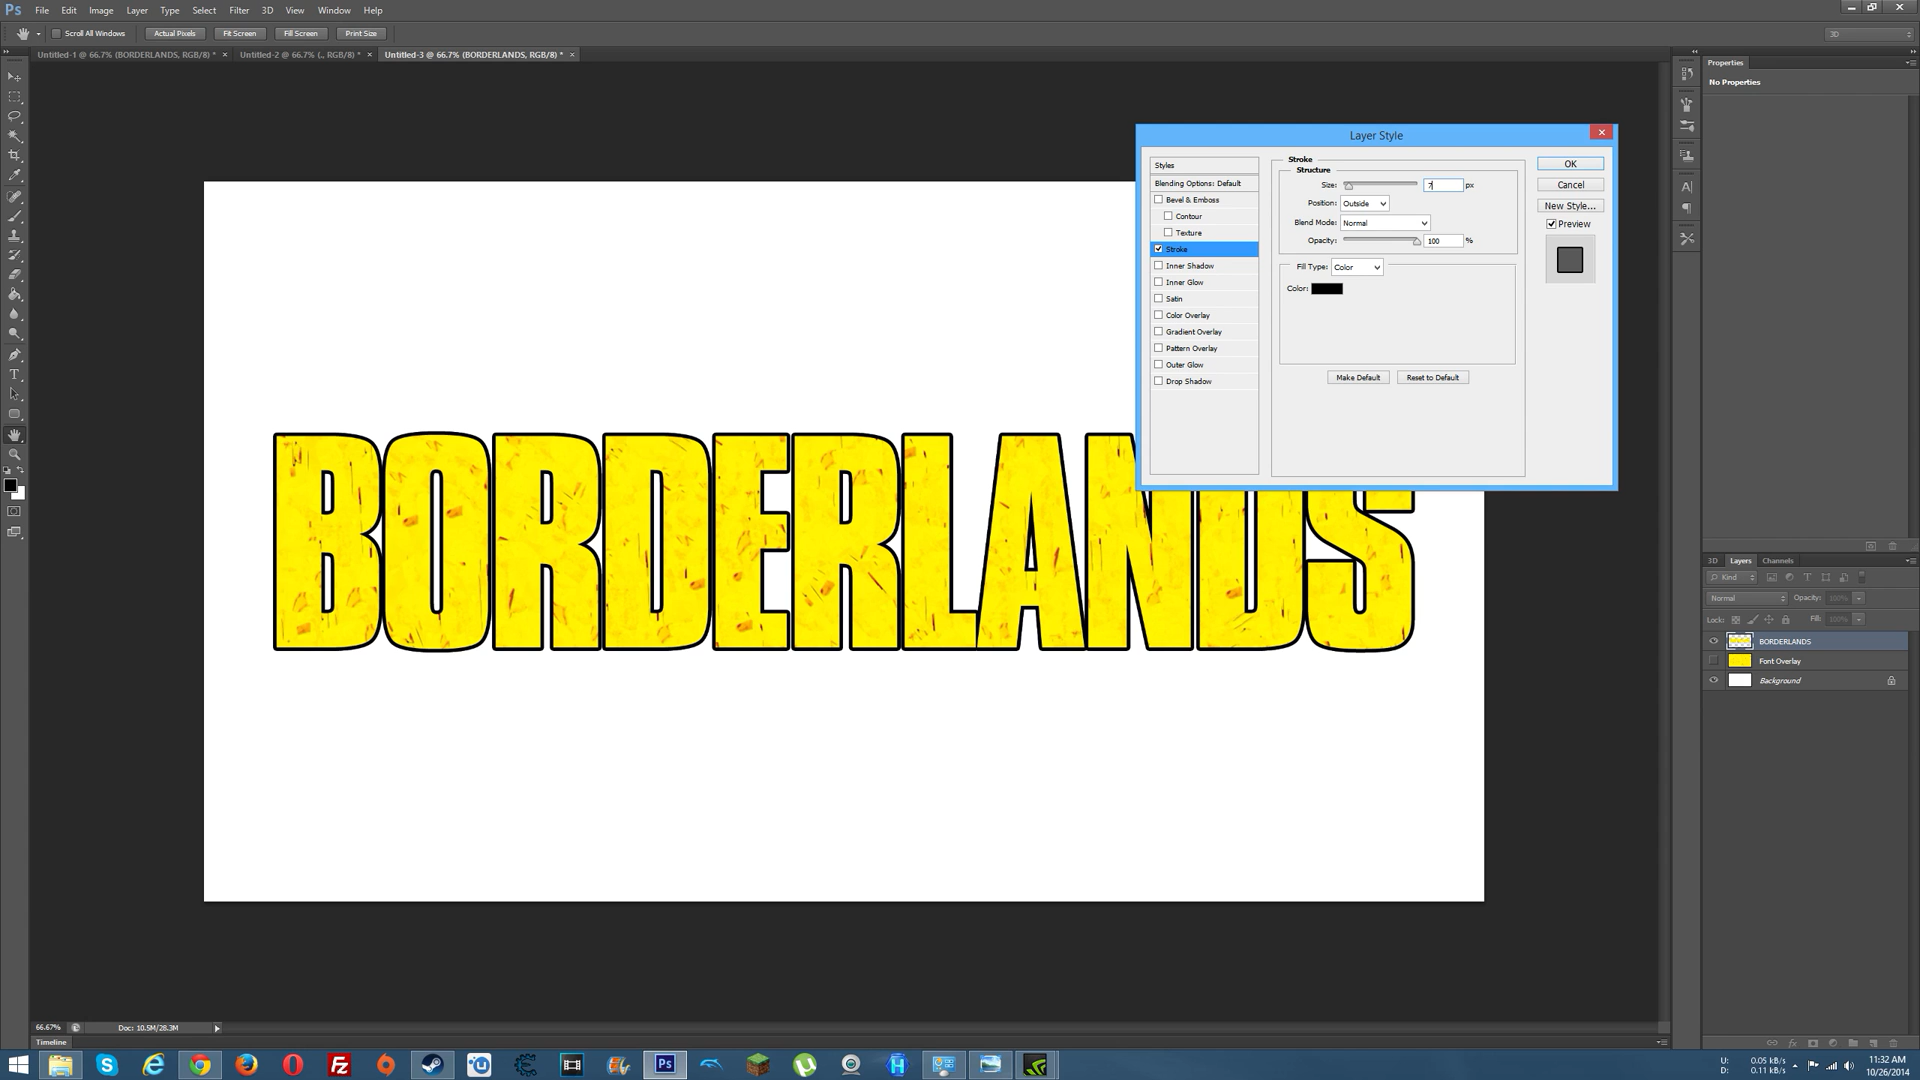 Ps File Edit Image Layer Type Select Filter 3D View Window Help
Scroll All Windows Actual Pixels Fit Screen Fill Screen Print Size 3D
Untitled-1 @ 66.7% (BORDERLANDS, RGB/8) * × Untitled-2 @ 66.7% (., RGB/8) * × Untitled-3 @ 66.7% (BORDERLANDS, RGB/8) * ×
Properties
No Properties
Layer Style
Styles
Blending Options: Default
Bevel & Emboss
Contour
Texture
Stroke
Inner Shadow
Inner Glow
Satin
Color Overlay
Gradient Overlay
Pattern Overlay
Outer Glow
Drop Shadow
Stroke
Structure
Size: 7 px
Position: Outside
Blend Mode: Normal
Opacity: 100 %
Fill Type: Color
Color:
Make Default Reset to Default
OK
Cancel
New Style...
Preview
BORDERLANDS
3D Layers Channels
Kind
Normal Opacity: 100%
Lock: Fill: 100%
BORDERLANDS
Font Overlay
Background
66.67% Doc: 10.5M/28.3M
Timeline
U: 0.05 kB/s
D: 0.11 kB/s
11:32 AM
10/26/2014